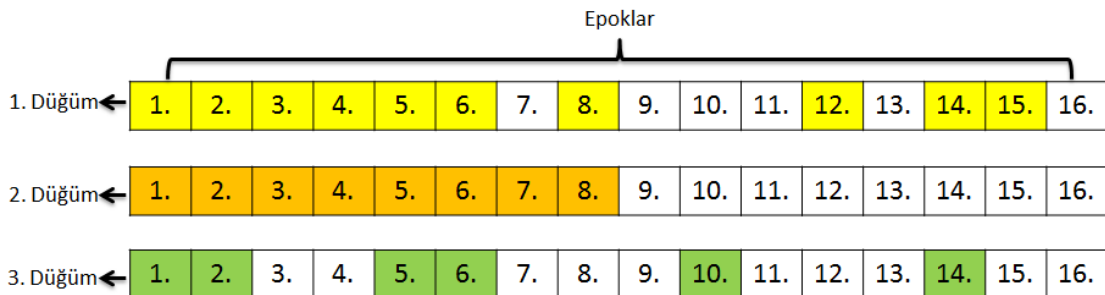 Epoklar
1. Düğüm 1. 2. 3. 4. 5. 6. 7. 8. 9. 10. 11. 12. 13. 14. 15. 16.
2. Düğüm 1. 2. 3. 4. 5. 6. 7. 8. 9. 10. 11. 12. 13. 14. 15. 16.
3. Düğüm 1. 2. 3. 4. 5. 6. 7. 8. 9. 10. 11. 12. 13. 14. 15. 16.